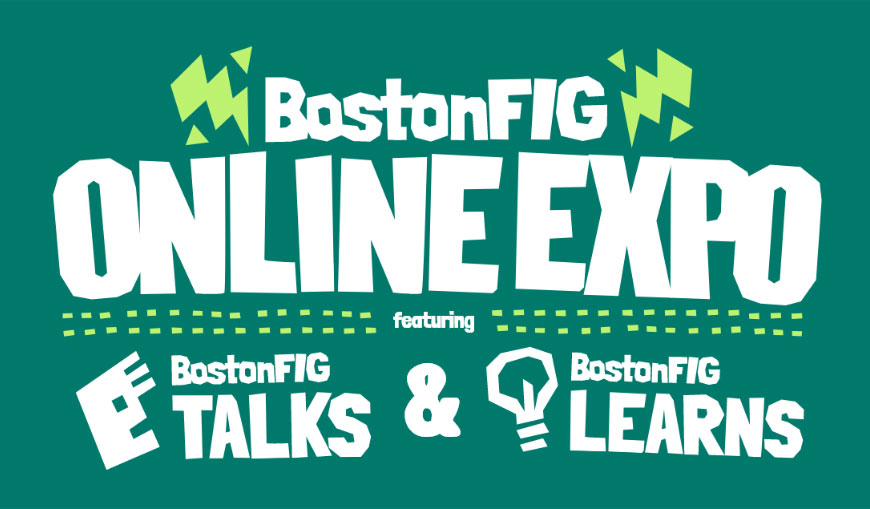 BostonFIG
ONLINE EXPO
featuring
BostonFIG
TALKS
&
BostonFIG
LEARNS